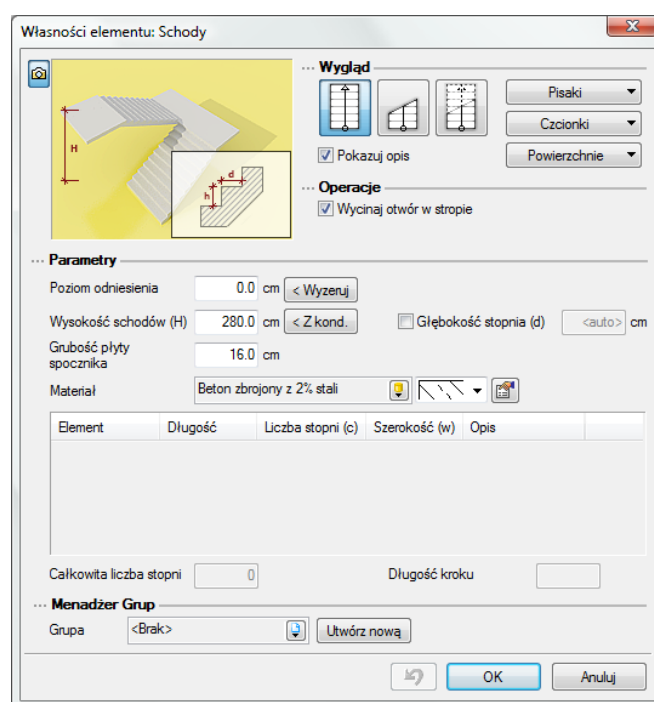 Własności elementu: Schody
Wygląd
H
d
h
Pisaki
Czcionki
Powierzchnie
Pokazuj opis
Operacje
Wycinaj otwór w stropie
Parametry
Poziom odniesienia 0.0 cm < Wyzeruj
Wysokość schodów (H) 280.0 cm < Z kond. Głębokość stopnia (d) <auto> cm
Grubość płyty
spocznika 16.0 cm
Materiał Beton zbrojony z 2% stali
Element Długość Liczba stopni (c) Szerokość (w) Opis
Całkowita liczba stopni 0 Długość kroku
Menadżer Grup
Grupa <Brak> Utwórz nową
OK Anuluj